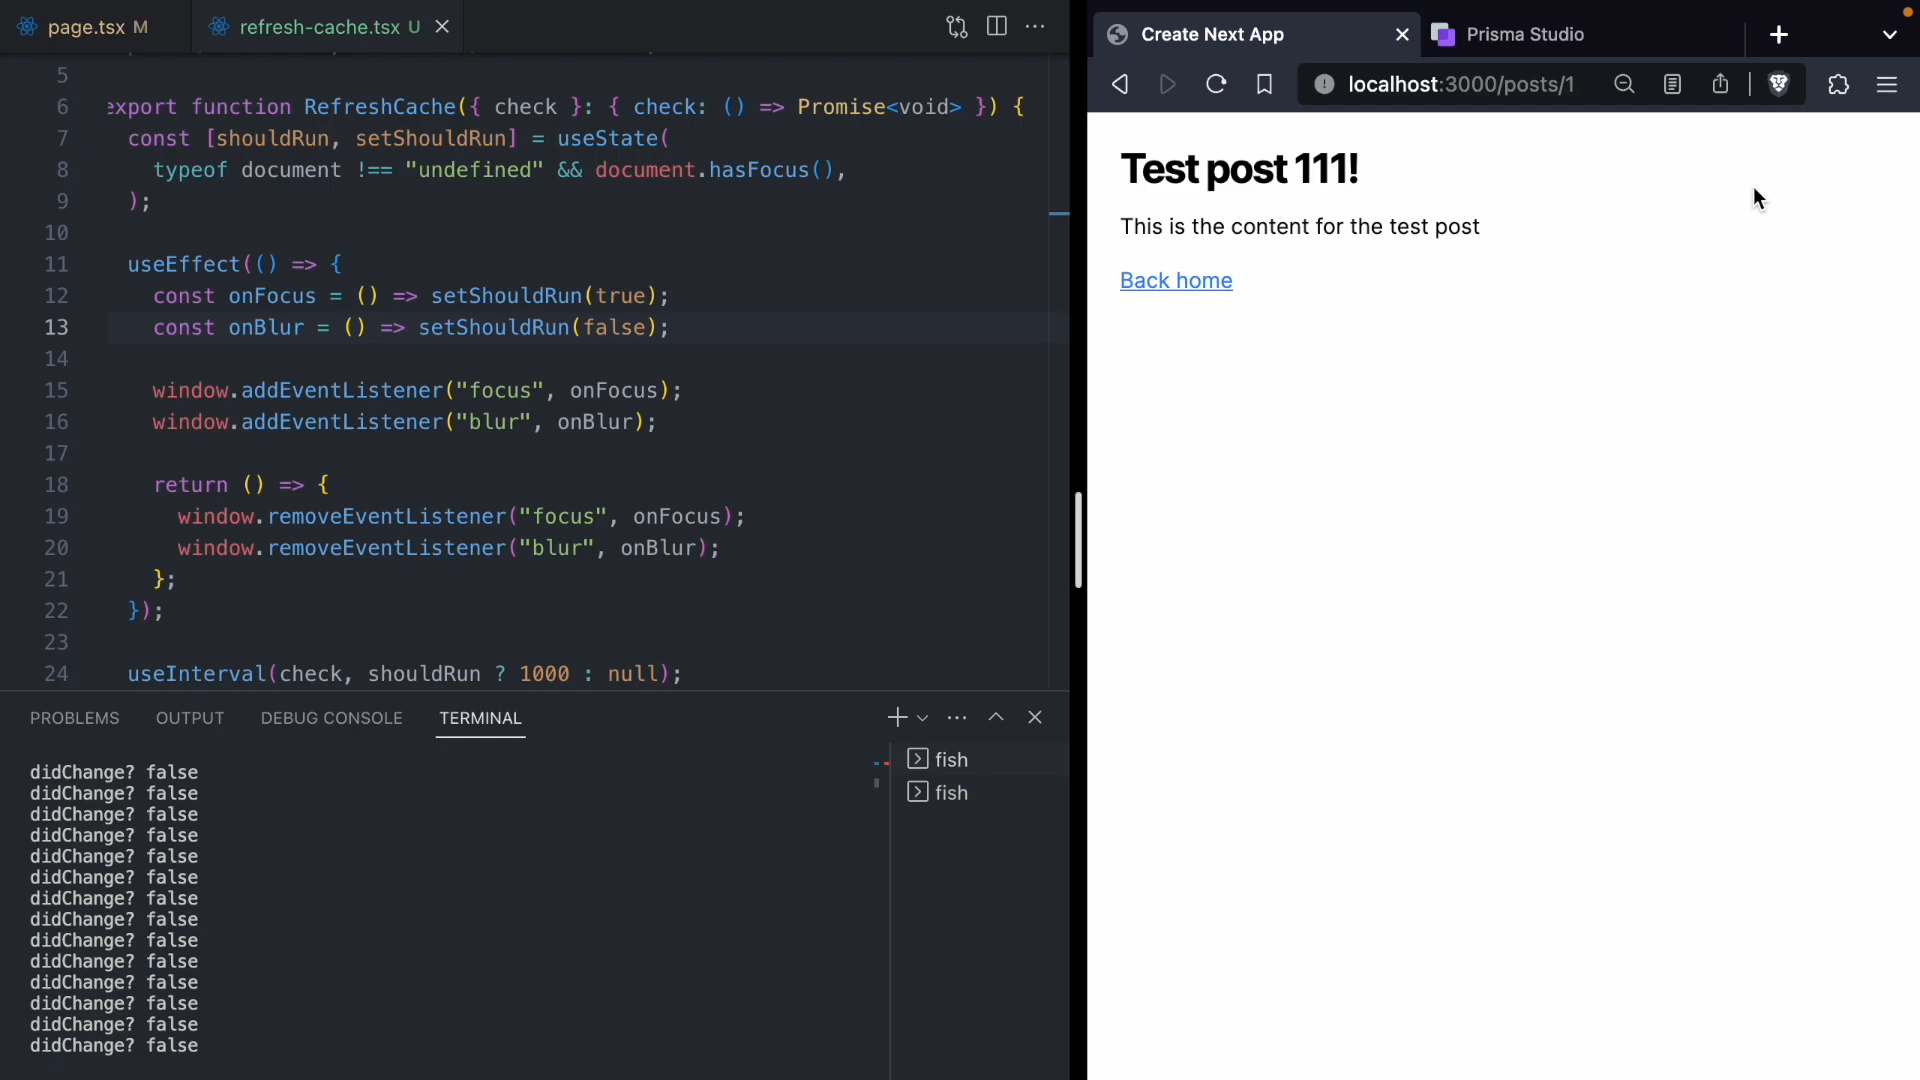 page.tsx M
refresh-cache.tsx U
5
6 export function RefreshCache({ check }: { check: () => Promise<void> }) {
7 const [shouldRun, setShouldRun] = useState(
8 typeof document !== "undefined" && document.hasFocus(),
9 );
10
11 useEffect(() => {
12 const onFocus = () => setShouldRun(true);
13 const onBlur = () => setShouldRun(false);
14
15 window.addEventListener("focus", onFocus);
16 window.addEventListener("blur", onBlur);
17
18 return () => {
19 window.removeEventListener("focus", onFocus);
20 window.removeEventListener("blur", onBlur);
21 };
22 });
23
24 useInterval(check, shouldRun ? 1000 : null);
PROBLEMS OUTPUT DEBUG CONSOLE TERMINAL
didChange? false
didChange? false
didChange? false
didChange? false
didChange? false
didChange? false
didChange? false
didChange? false
didChange? false
didChange? false
didChange? false
didChange? false
didChange? false
didChange? false
fish
fish
Create Next App
Prisma Studio
localhost:3000/posts/1
Test post 111!
This is the content for the test post
Back home